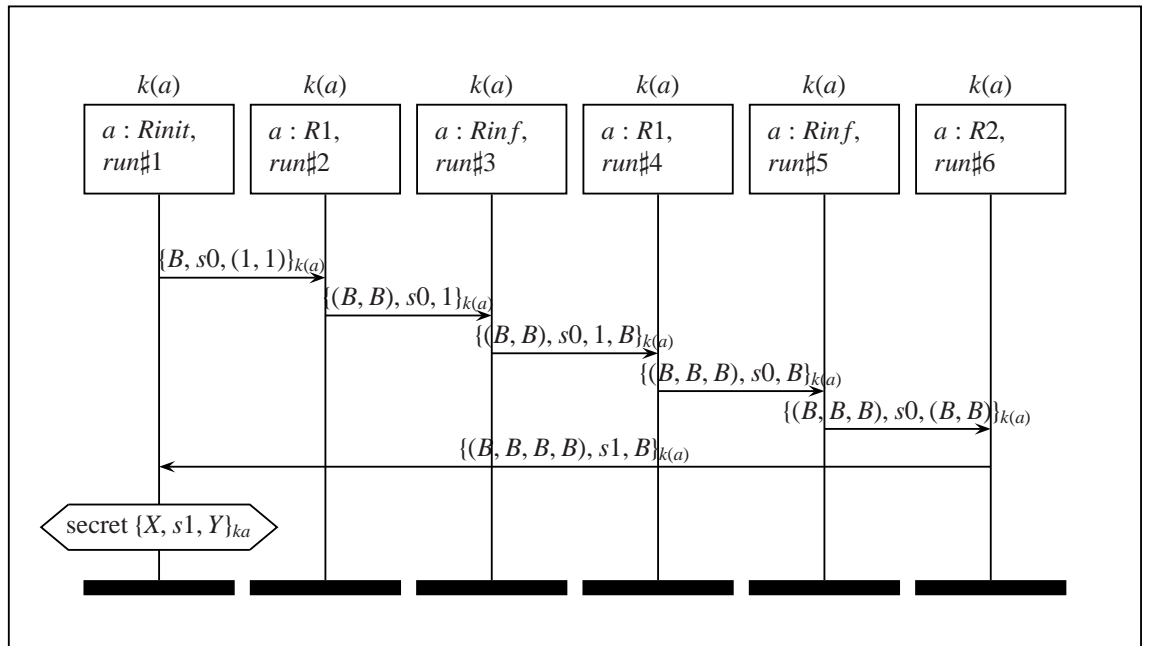 k(a) k(a) k(a) k(a) k(a) k(a)
a : Rinit, a : R1, a : Rinf, a : R1, a : Rinf, a : R2,
run♯1 run♯2 run♯3 run♯4 run♯5 run♯6
{B, s0, (1, 1)}k(a)
{(B, B), s0, 1}k(a)
{(B, B), s0, 1, B}k(a)
{(B, B, B), s0, B}k(a)
{(B, B, B), s0, (B, B)}k(a)
{(B, B, B, B), s1, B}k(a)
secret {X, s1, Y}ka